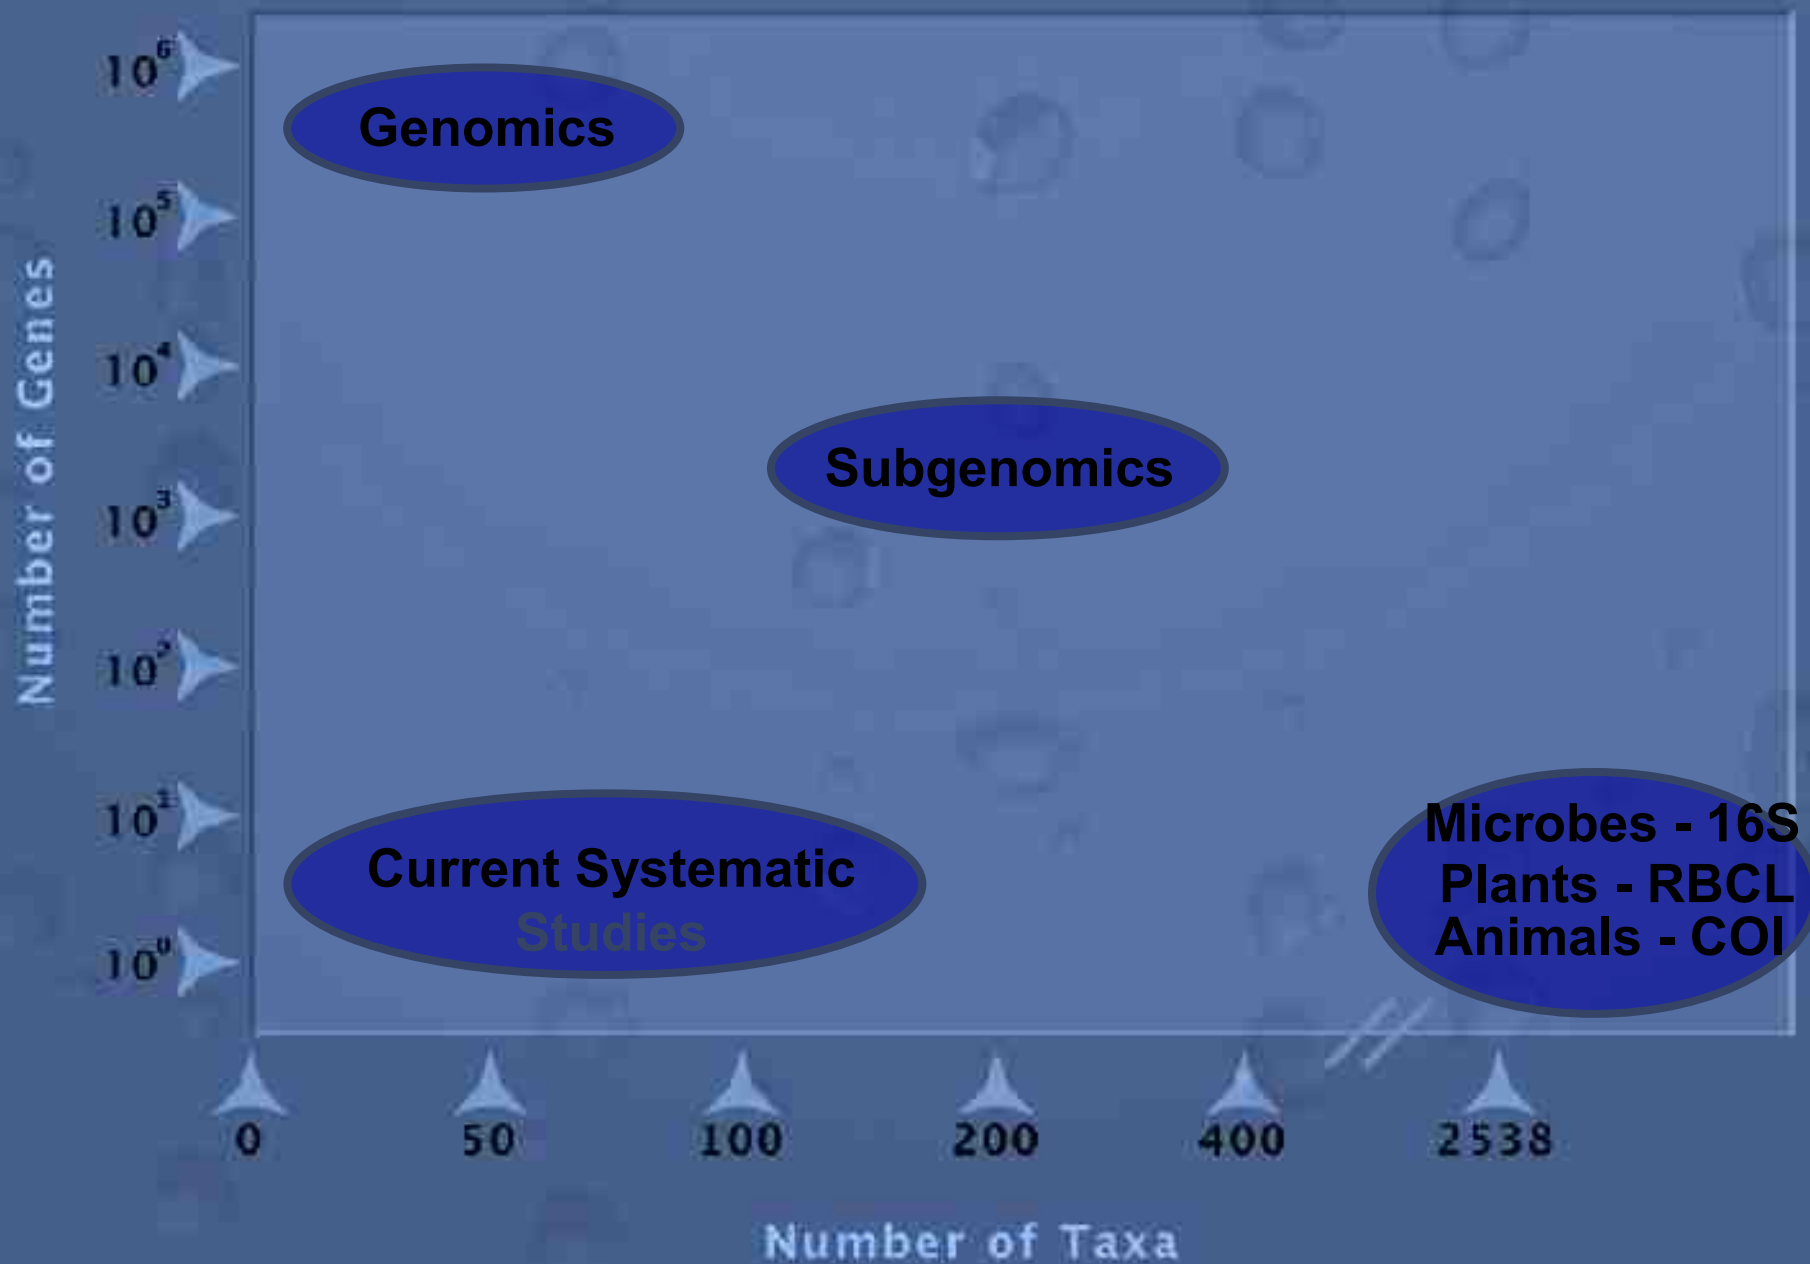 Number of Genes
10⁶
10⁵
10⁴
10³
10²
10¹
10⁰
Genomics
Subgenomics
Current Systematic
Studies
Microbes - 16S
Plants - RBCL
Animals - COI
0 50 100 200 400 2538
Number of Taxa